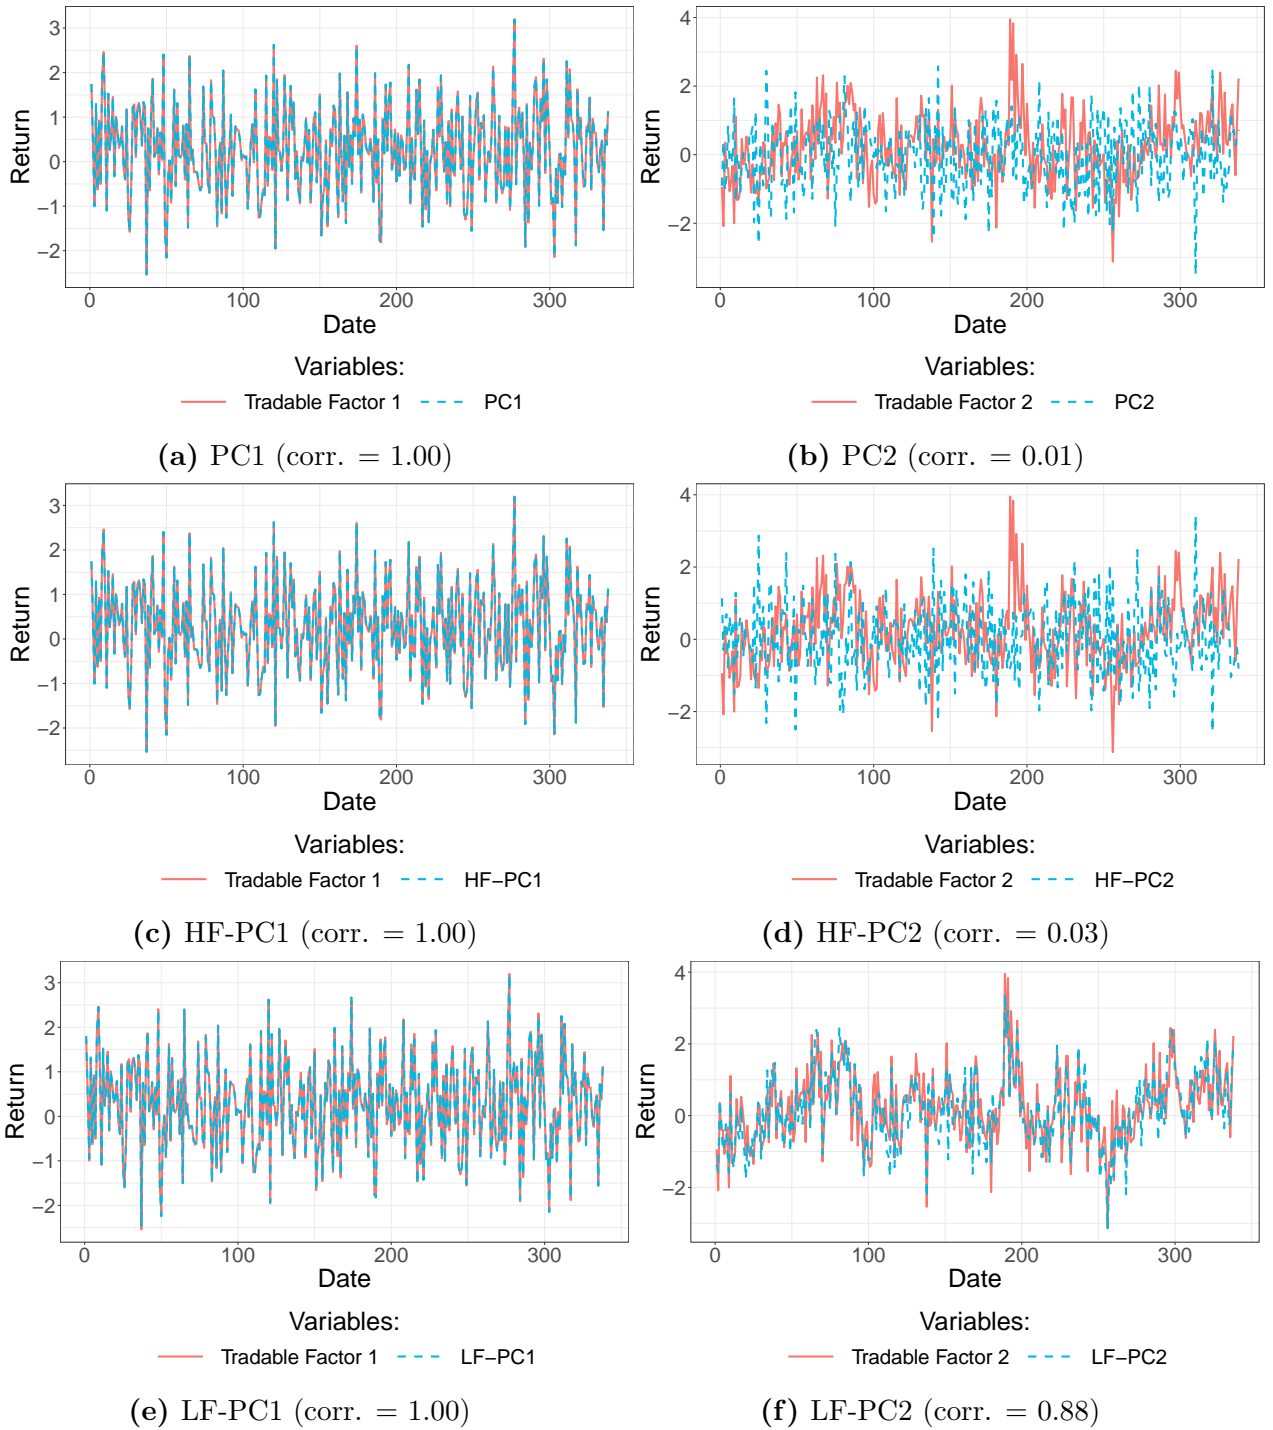 3
2
1
0
−1
−2
Return
0 100 200 300
Date
Variables:
Tradable Factor 1 PC1
(a) PC1 (corr. = 1.00)
4
2
0
−2
Return
0 100 200 300
Date
Variables:
Tradable Factor 2 PC2
(b) PC2 (corr. = 0.01)
3
2
1
0
−1
−2
Return
0 100 200 300
Date
Variables:
Tradable Factor 1 HF−PC1
(c) HF-PC1 (corr. = 1.00)
4
2
0
−2
Return
0 100 200 300
Date
Variables:
Tradable Factor 2 HF−PC2
(d) HF-PC2 (corr. = 0.03)
3
2
1
0
−1
−2
Return
0 100 200 300
Date
Variables:
Tradable Factor 1 LF−PC1
(e) LF-PC1 (corr. = 1.00)
4
2
0
−2
Return
0 100 200 300
Date
Variables:
Tradable Factor 2 LF−PC2
(f) LF-PC2 (corr. = 0.88)